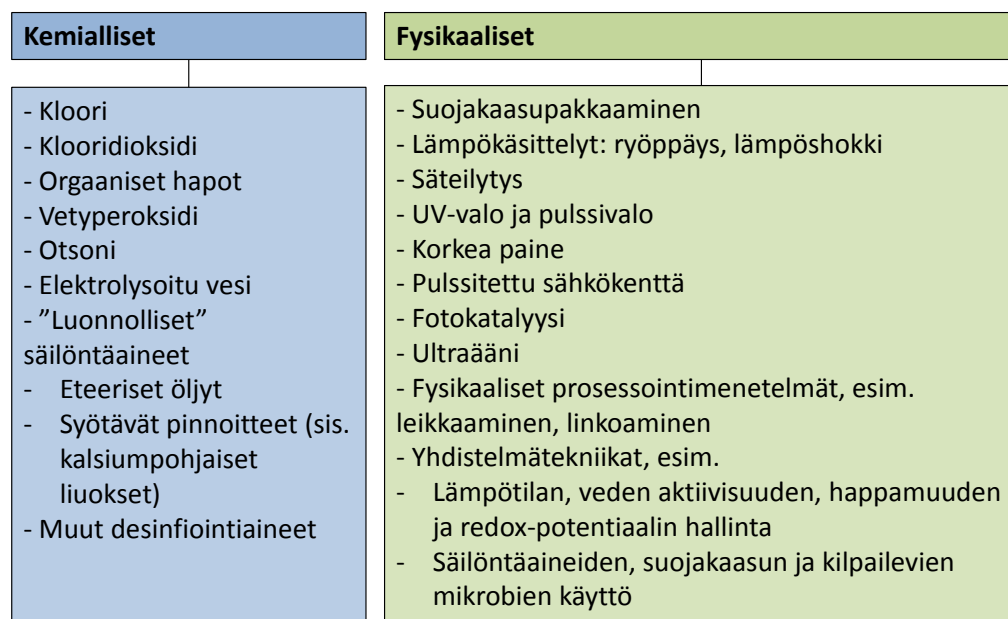 Kemialliset
- Kloori
- Klooridioksidi
- Orgaaniset hapot
- Vetyperoksidi
- Otsoni
- Elektrolysoitu vesi
- ”Luonnolliset”
säilöntäaineet
- Eteeriset öljyt
- Syötävät pinnoitteet (sis.
kalsiumpohjaiset
liuokset)
- Muut desinfiointiaineet
Fysikaaliset
- Suojakaasupakkaaminen
- Lämpökäsittelyt: ryöppäys, lämpöshokki
- Säteilytys
- UV-valo ja pulssivalo
- Korkea paine
- Pulssitettu sähkökenttä
- Fotokatalyysi
- Ultraääni
- Fysikaaliset prosessointimenetelmät, esim.
leikkaaminen, linkoaminen
- Yhdistelmätekniikat, esim.
- Lämpötilan, veden aktiivisuuden, happamuuden
ja redox-potentiaalin hallinta
- Säilöntäaineiden, suojakaasun ja kilpailevien
mikrobien käyttö